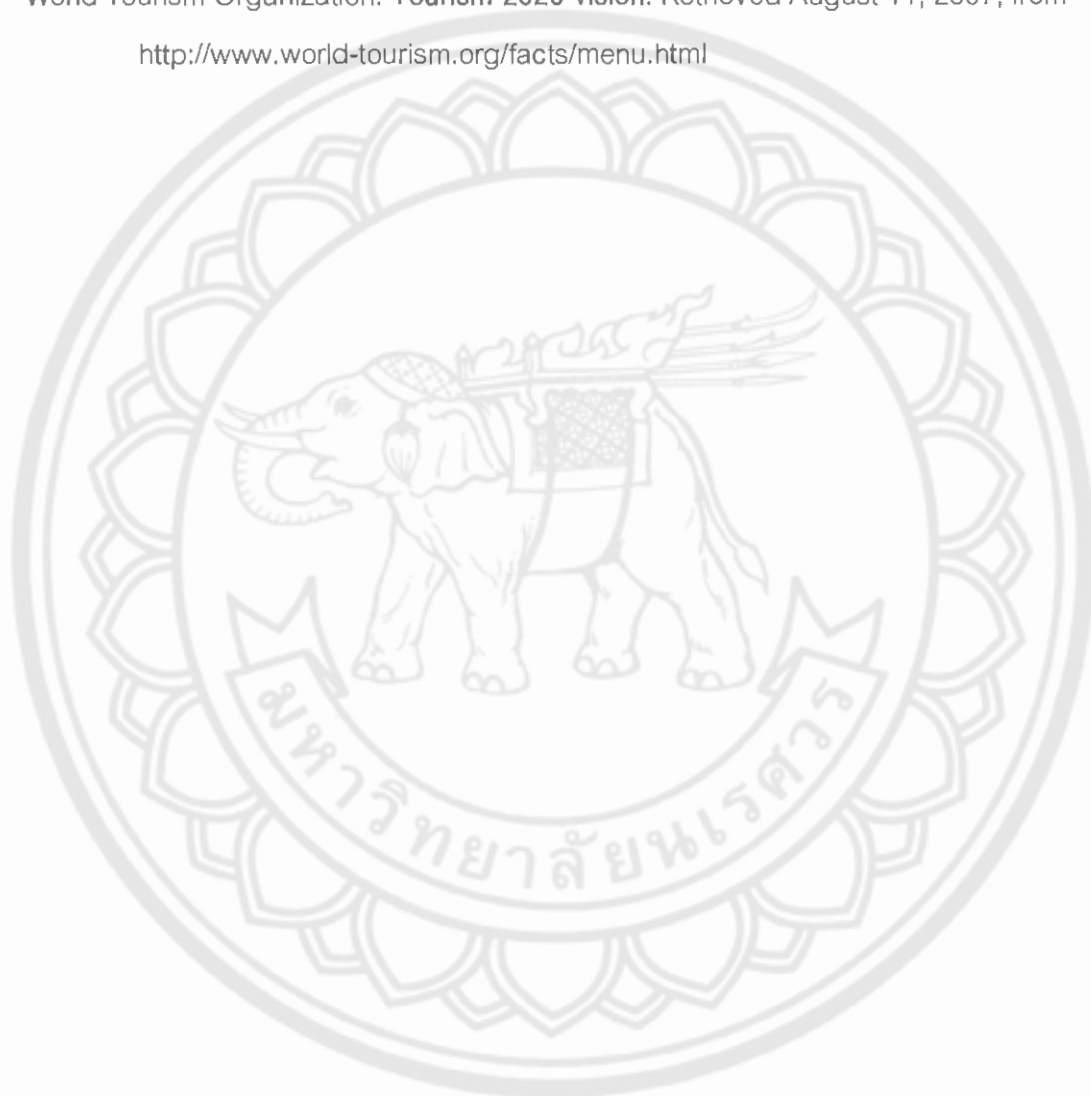 World Tourism Organization. Tourism 2020 vision. Retrieved August 11, 2007, from
http://www.world-tourism.org/facts/menu.html
มหาวิทยาลัยนเรศวร